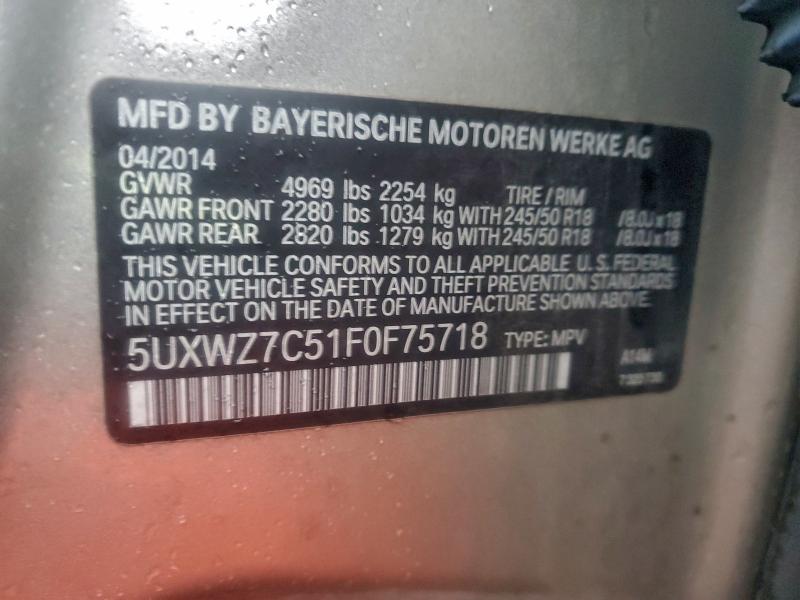 MFD BY BAYERISCHE MOTOREN WERKE AG
04/2014
GVWR 4969 lbs 2254 kg TIRE / RIM
GAWR FRONT 2280 lbs 1034 kg WITH 245/50 R18 /8.0J x 18
GAWR REAR 2820 lbs 1279 kg WITH 245/50 R18 /8.0J x 18
THIS VEHICLE CONFORMS TO ALL APPLICABLE U.S. FEDERAL
MOTOR VEHICLE SAFETY AND THEFT PREVENTION STANDARDS
IN EFFECT ON THE DATE OF MANUFACTURE SHOWN ABOVE.
5UXWZ7C51F0F75718 TYPE: MPV A14M